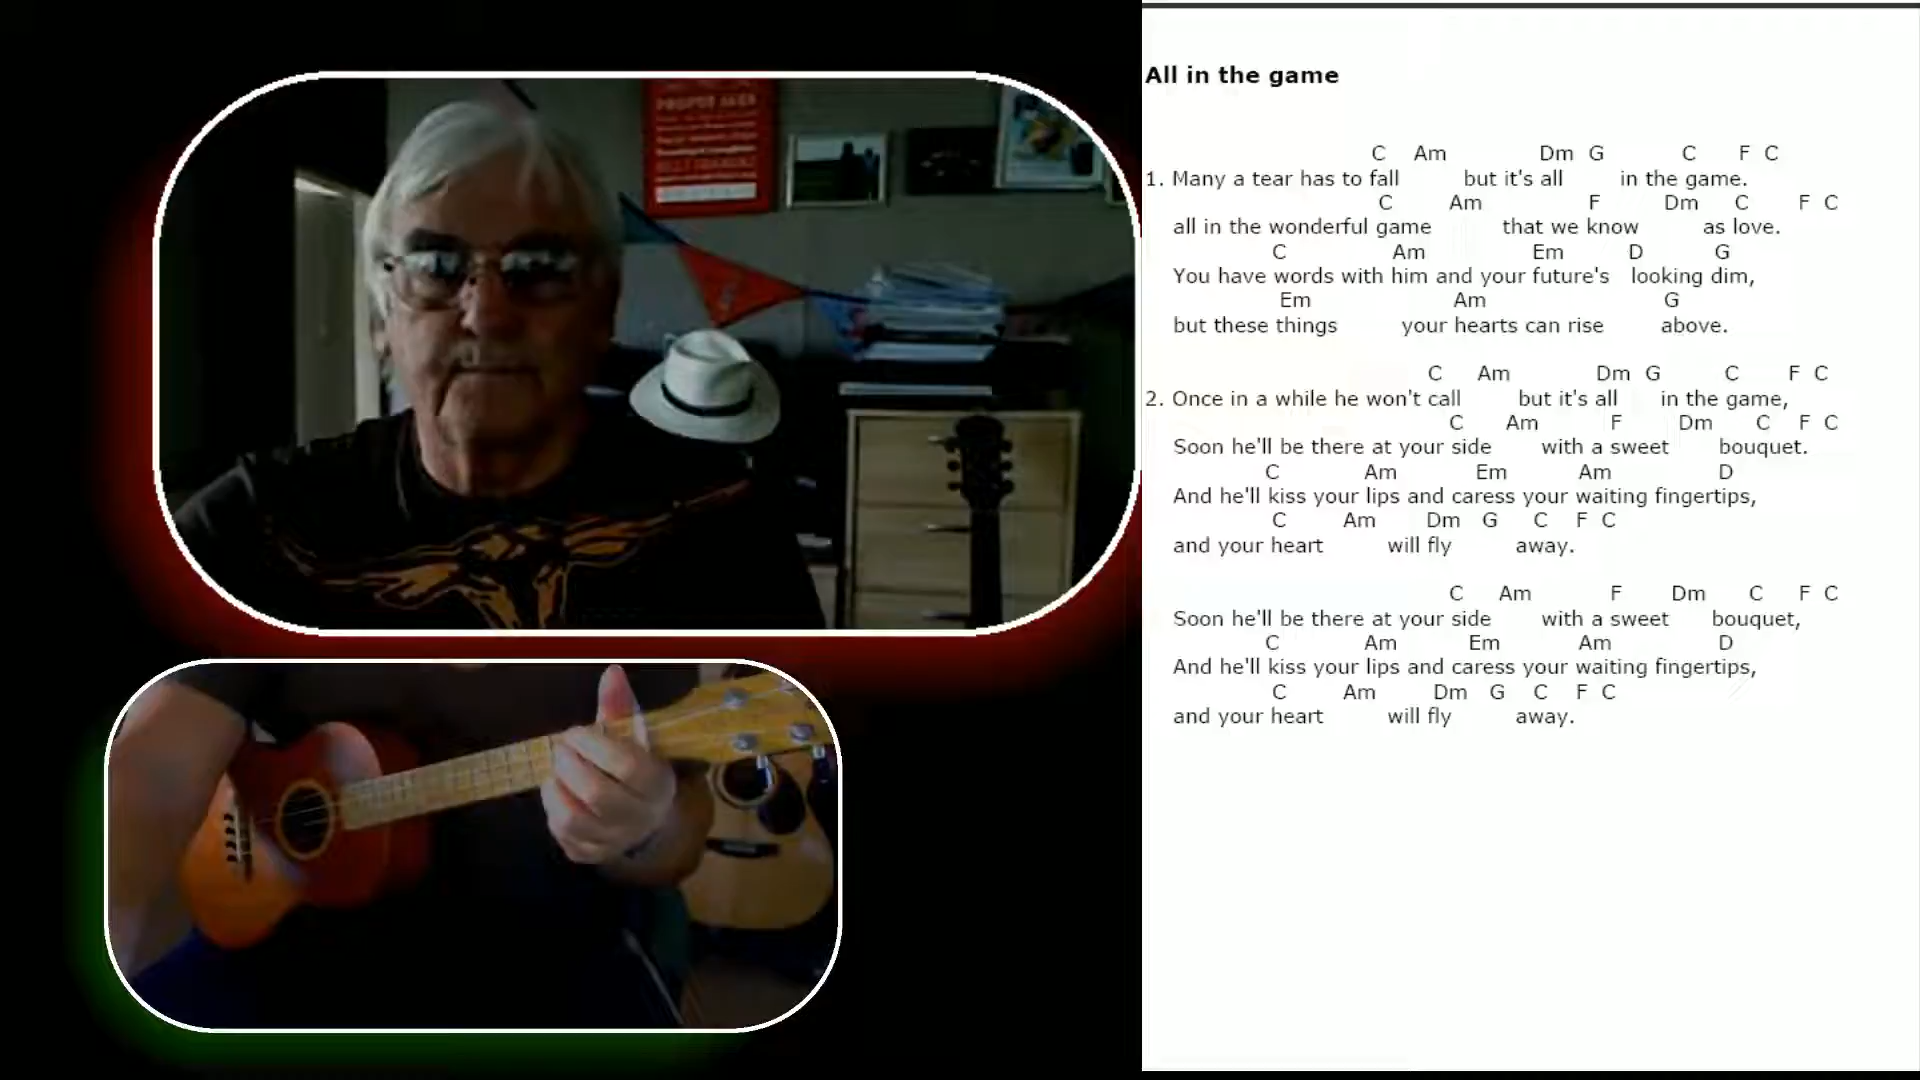 All in the game
C Am Dm G C F C
1. Many a tear has to fall but it's all in the game.
C Am F Dm C F C
all in the wonderful game that we know as love.
C Am Em D G
You have words with him and your future's looking dim,
Em Am G
but these things your hearts can rise above.
C Am Dm G C F C
2. Once in a while he won't call but it's all in the game,
C Am F Dm C F C
Soon he'll be there at your side with a sweet bouquet.
C Am Em Am D
And he'll kiss your lips and caress your waiting fingertips,
C Am Dm G C F C
and your heart will fly away.
C Am F Dm C F C
Soon he'll be there at your side with a sweet bouquet,
C Am Em Am D
And he'll kiss your lips and caress your waiting fingertips,
C Am Dm G C F C
and your heart will fly away.